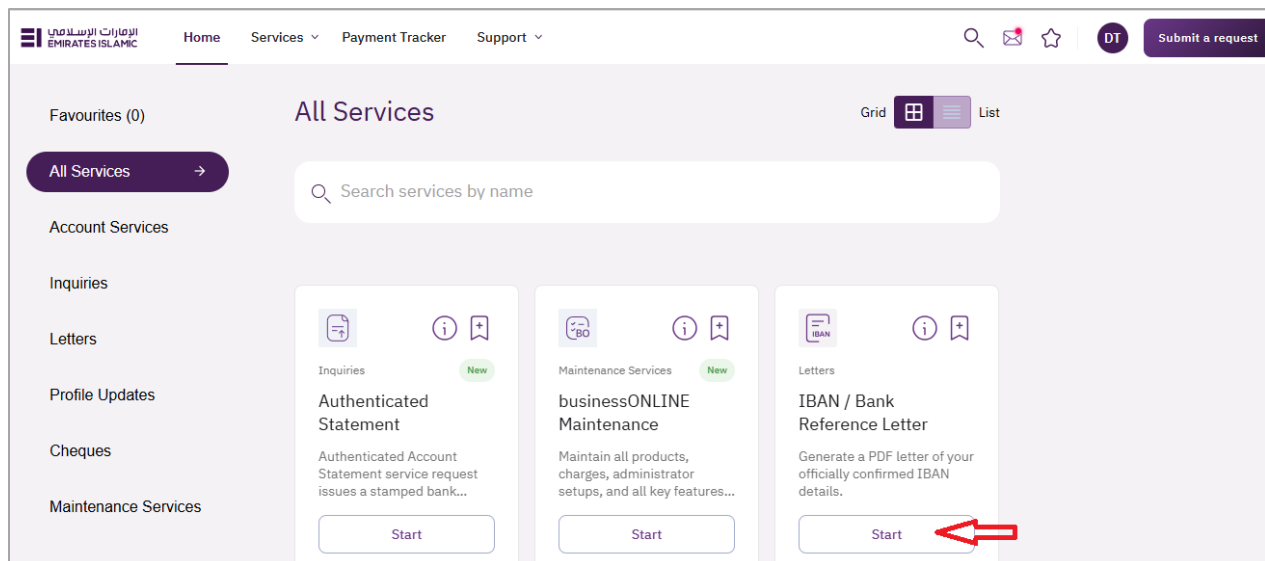 الإمارات الإسلامي
EMIRATES ISLAMIC
Home
Services
Payment Tracker
Support
DT
Submit a request
Favourites (0)
All Services
Account Services
Inquiries
Letters
Profile Updates
Cheques
Maintenance Services
All Services
Grid
List
Search services by name
Inquiries
New
Authenticated
Statement
Authenticated Account
Statement service request
issues a stamped bank...
Start
BO
Maintenance Services
New
businessONLINE
Maintenance
Maintain all products,
charges, administrator
setups, and all key features...
Start
IBAN
Letters
IBAN / Bank
Reference Letter
Generate a PDF letter of your
officially confirmed IBAN
details.
Start